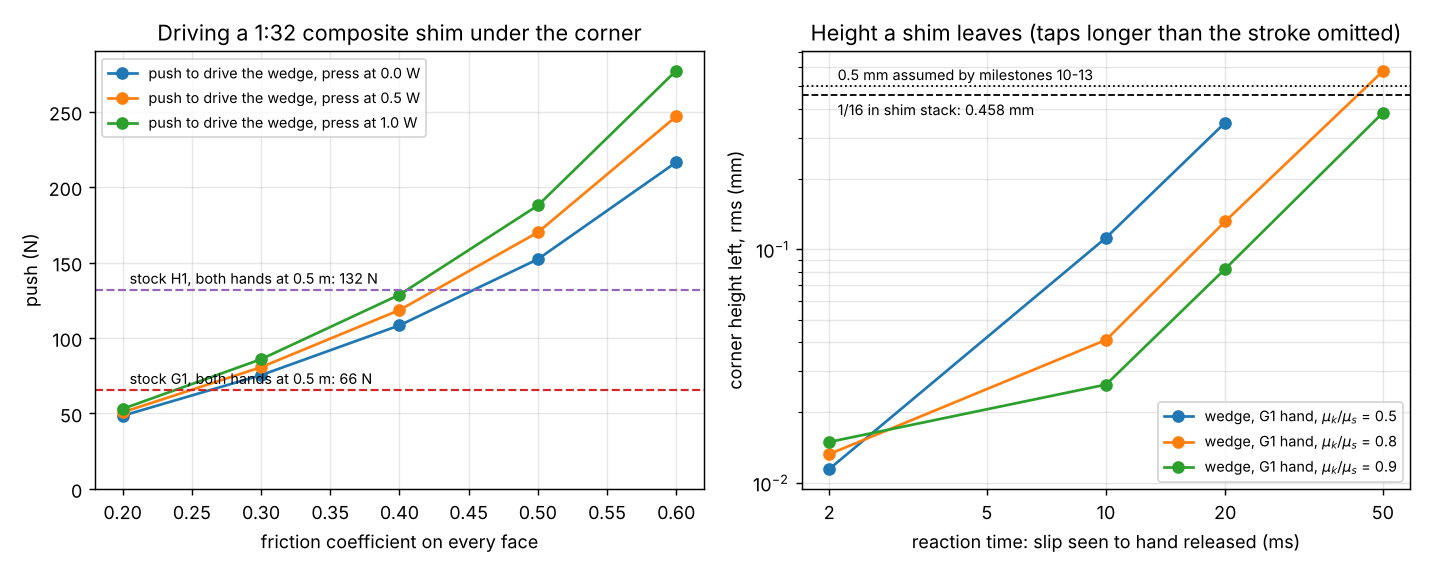 Driving a 1:32 composite shim under the corner
push to drive the wedge, press at 0.0 W
push to drive the wedge, press at 0.5 W
push to drive the wedge, press at 1.0 W
stock H1, both hands at 0.5 m: 132 N
stock G1, both hands at 0.5 m: 66 N
push (N)
250
200
150
100
50
0
0.20 0.25 0.30 0.35 0.40 0.45 0.50 0.55 0.60
friction coefficient on every face
Height a shim leaves (taps longer than the stroke omitted)
0.5 mm assumed by milestones 10-13
1/16 in shim stack: 0.458 mm
corner height left, rms (mm)
10⁻¹
10⁻²
wedge, G1 hand, μₖ/μₛ = 0.5
wedge, G1 hand, μₖ/μₛ = 0.8
wedge, G1 hand, μₖ/μₛ = 0.9
2 5 10 20 50
reaction time: slip seen to hand released (ms)